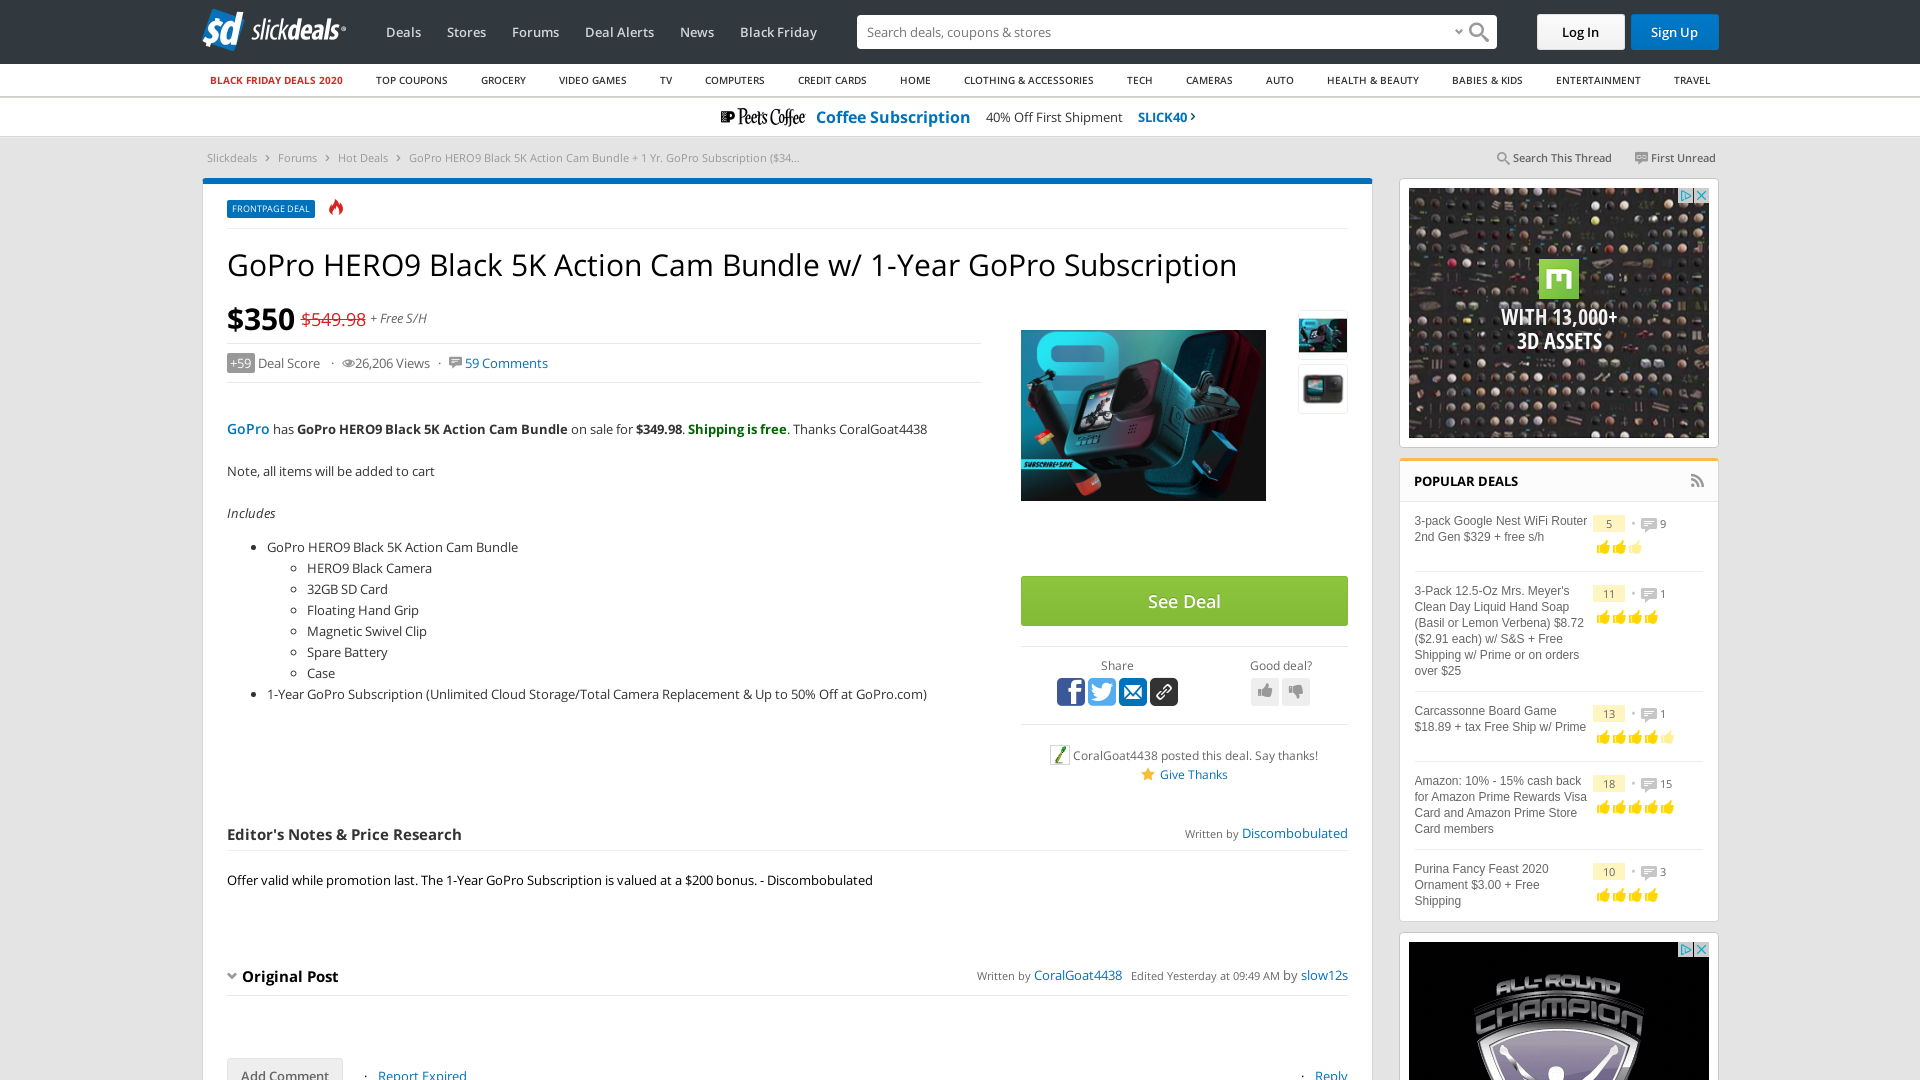 slickdeals
Deals Stores Forums Deal Alerts News Black Friday
Search deals, coupons & stores
Log In Sign Up
BLACK FRIDAY DEALS 2020 TOP COUPONS GROCERY VIDEO GAMES TV COMPUTERS CREDIT CARDS HOME CLOTHING & ACCESSORIES TECH CAMERAS AUTO HEALTH & BEAUTY BABIES & KIDS ENTERTAINMENT TRAVEL
Peet's Coffee Coffee Subscription 40% Off First Shipment SLICK40
Slickdeals Forums Hot Deals GoPro HERO9 Black 5K Action Cam Bundle + 1 Yr. GoPro Subscription ($34...
Search This Thread First Unread
FRONTPAGE DEAL
GoPro HERO9 Black 5K Action Cam Bundle w/ 1-Year GoPro Subscription
$350 $549.98 + Free S/H
+59 Deal Score · 26,206 Views · 59 Comments
GoPro has GoPro HERO9 Black 5K Action Cam Bundle on sale for $349.98. Shipping is free. Thanks CoralGoat4438
Note, all items will be added to cart
Includes
GoPro HERO9 Black 5K Action Cam Bundle
HERO9 Black Camera
32GB SD Card
Floating Hand Grip
Magnetic Swivel Clip
Spare Battery
Case
1-Year GoPro Subscription (Unlimited Cloud Storage/Total Camera Replacement & Up to 50% Off at GoPro.com)
SUBSCRIBE+SAVE
See Deal
Share Good deal?
CoralGoat4438 posted this deal. Say thanks!
Give Thanks
Editor's Notes & Price Research
Written by Discombobulated
Offer valid while promotion last. The 1-Year GoPro Subscription is valued at a $200 bonus. - Discombobulated
Original Post
Written by CoralGoat4438 Edited Yesterday at 09:49 AM by slow12s
Add Comment · Report Expired · Reply
WITH 13,000+
3D ASSETS
POPULAR DEALS
3-pack Google Nest WiFi Router
2nd Gen $329 + free s/h
5 • 9
3-Pack 12.5-Oz Mrs. Meyer's
Clean Day Liquid Hand Soap
(Basil or Lemon Verbena) $8.72
($2.91 each) w/ S&S + Free
Shipping w/ Prime or on orders
over $25
11 • 1
Carcassonne Board Game
$18.89 + tax Free Ship w/ Prime
13 • 1
Amazon: 10% - 15% cash back
for Amazon Prime Rewards Visa
Card and Amazon Prime Store
Card members
18 • 15
Purina Fancy Feast 2020
Ornament $3.00 + Free
Shipping
10 • 3
ALL-ROUND
CHAMPION